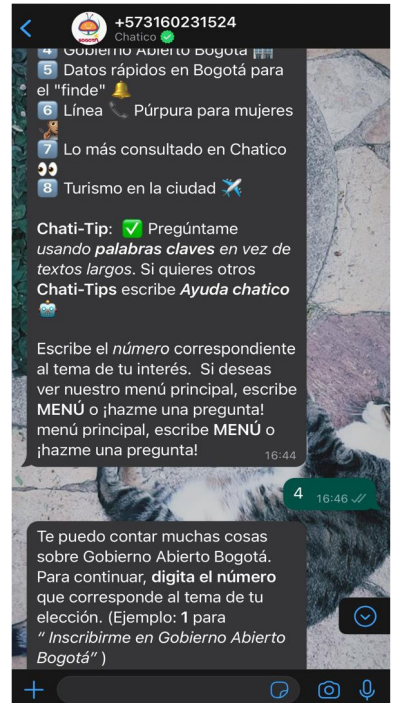 +573160231524
Chatico
BOGOTÁ
4 Gobierno Abierto Bogotá
5 Datos rápidos en Bogotá para
el "finde"
6 Línea Púrpura para mujeres
7 Lo más consultado en Chatico
8 Turismo en la ciudad
Chati-Tip: Pregúntame
usando palabras claves en vez de
textos largos. Si quieres otros
Chati-Tips escribe Ayuda chatico
Escribe el número correspondiente
al tema de tu interés. Si deseas
ver nuestro menú principal, escribe
MENÚ o ¡hazme una pregunta!
menú principal, escribe MENÚ o
¡hazme una pregunta!
16:44
4 16:46
Te puedo contar muchas cosas
sobre Gobierno Abierto Bogotá.
Para continuar, digita el número
que corresponde al tema de tu
elección. (Ejemplo: 1 para
“ Inscribirme en Gobierno Abierto
Bogotá” )